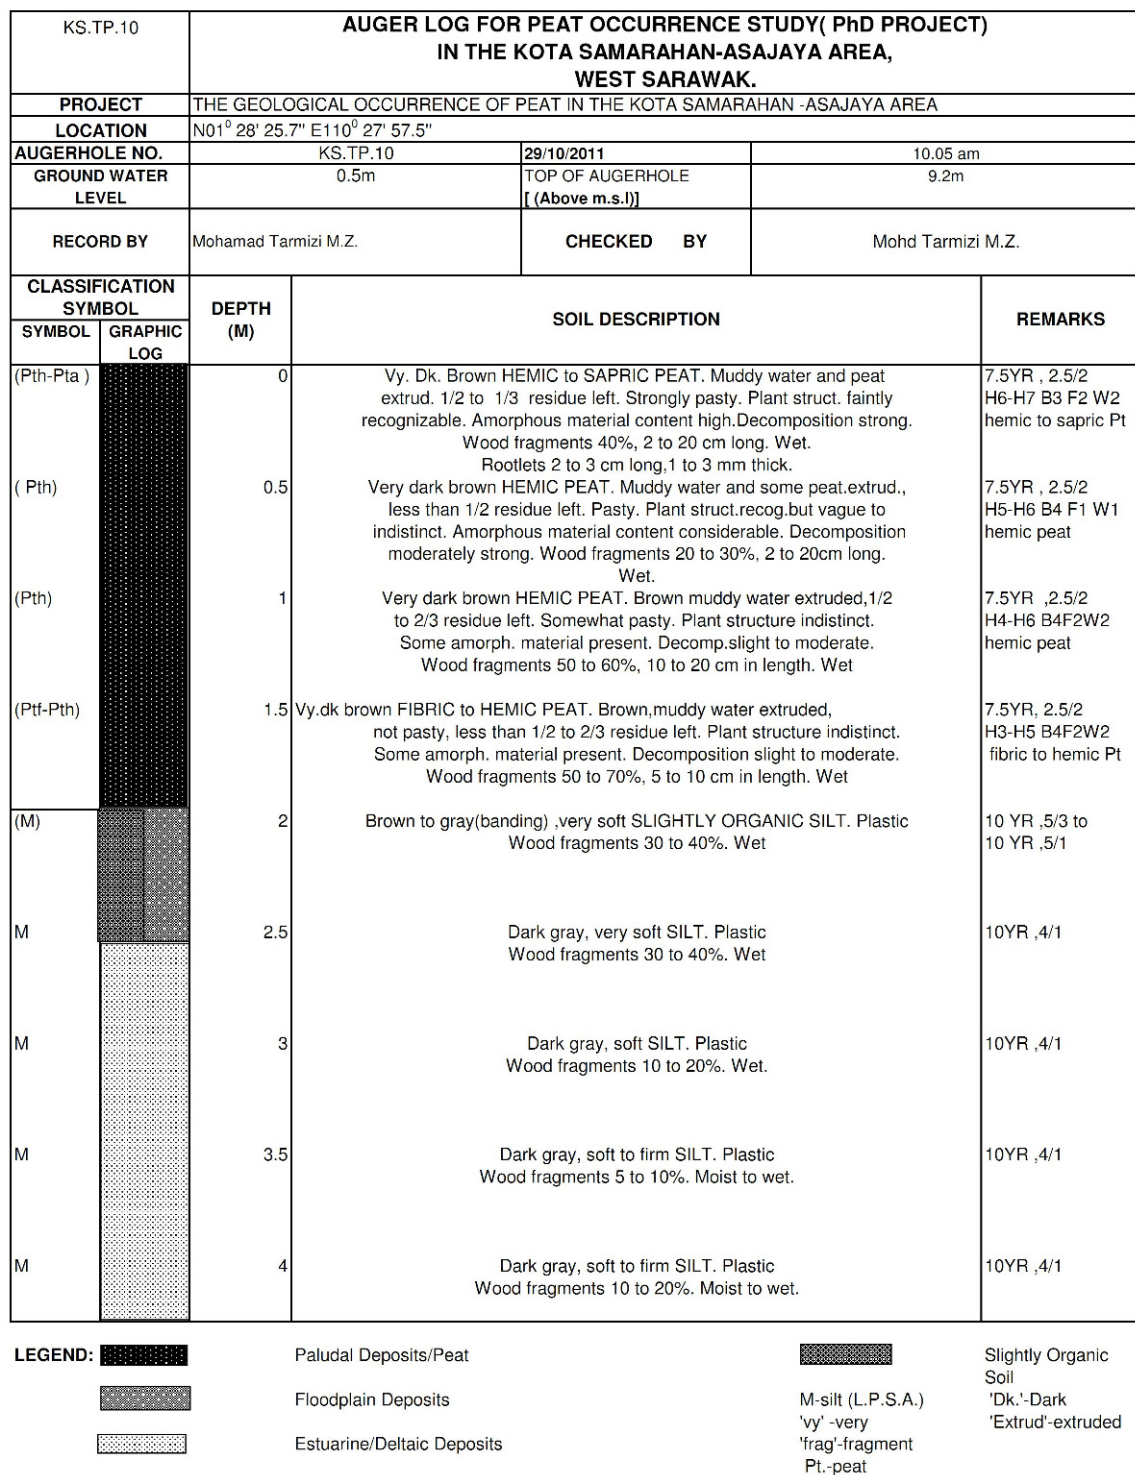 KS.TP.10
AUGER LOG FOR PEAT OCCURRENCE STUDY( PhD PROJECT)
IN THE KOTA SAMARAHAN-ASAJAYA AREA,
WEST SARAWAK.
PROJECT THE GEOLOGICAL OCCURRENCE OF PEAT IN THE KOTA SAMARAHAN -ASAJAYA AREA
LOCATION N01⁰ 28' 25.7" E110⁰ 27' 57.5"
AUGERHOLE NO. KS.TP.10 29/10/2011 10.05 am
GROUND WATER LEVEL 0.5m TOP OF AUGERHOLE 9.2m
[ (Above m.s.l)]
RECORD BY Mohamad Tarmizi M.Z. CHECKED BY Mohd Tarmizi M.Z.
CLASSIFICATION
SYMBOL
SYMBOL GRAPHIC
LOG
DEPTH
(M)
SOIL DESCRIPTION
REMARKS
(Pth-Pta ) 0 Vy. Dk. Brown HEMIC to SAPRIC PEAT. Muddy water and peat 7.5YR , 2.5/2
extrud. 1/2 to 1/3 residue left. Strongly pasty. Plant struct. faintly H6-H7 B3 F2 W2
recognizable. Amorphous material content high.Decomposition strong. hemic to sapric Pt
Wood fragments 40%, 2 to 20 cm long. Wet.
Rootlets 2 to 3 cm long,1 to 3 mm thick.
( Pth) 0.5 Very dark brown HEMIC PEAT. Muddy water and some peat.extrud., 7.5YR , 2.5/2
less than 1/2 residue left. Pasty. Plant struct.recog.but vague to H5-H6 B4 F1 W1
indistinct. Amorphous material content considerable. Decomposition hemic peat
moderately strong. Wood fragments 20 to 30%, 2 to 20cm long.
Wet.
(Pth) 1 Very dark brown HEMIC PEAT. Brown muddy water extruded,1/2 7.5YR ,2.5/2
to 2/3 residue left. Somewhat pasty. Plant structure indistinct. H4-H6 B4F2W2
Some amorph. material present. Decomp.slight to moderate. hemic peat
Wood fragments 50 to 60%, 10 to 20 cm in length. Wet
(Ptf-Pth) 1.5 Vy.dk brown FIBRIC to HEMIC PEAT. Brown,muddy water extruded, 7.5YR, 2.5/2
not pasty, less than 1/2 to 2/3 residue left. Plant structure indistinct. H3-H5 B4F2W2
Some amorph. material present. Decomposition slight to moderate. fibric to hemic Pt
Wood fragments 50 to 70%, 5 to 10 cm in length. Wet
(M) 2 Brown to gray(banding) ,very soft SLIGHTLY ORGANIC SILT. Plastic 10 YR ,5/3 to
Wood fragments 30 to 40%. Wet 10 YR ,5/1
M 2.5 Dark gray, very soft SILT. Plastic 10YR ,4/1
Wood fragments 30 to 40%. Wet
M 3 Dark gray, soft SILT. Plastic 10YR ,4/1
Wood fragments 10 to 20%. Wet.
M 3.5 Dark gray, soft to firm SILT. Plastic 10YR ,4/1
Wood fragments 5 to 10%. Moist to wet.
M 4 Dark gray, soft to firm SILT. Plastic 10YR ,4/1
Wood fragments 10 to 20%. Moist to wet.
LEGEND: Paludal Deposits/Peat Slightly Organic
Soil
Floodplain Deposits M-silt (L.P.S.A.) 'Dk.'-Dark
'vy' -very 'Extrud'-extruded
Estuarine/Deltaic Deposits 'frag'-fragment
Pt.-peat